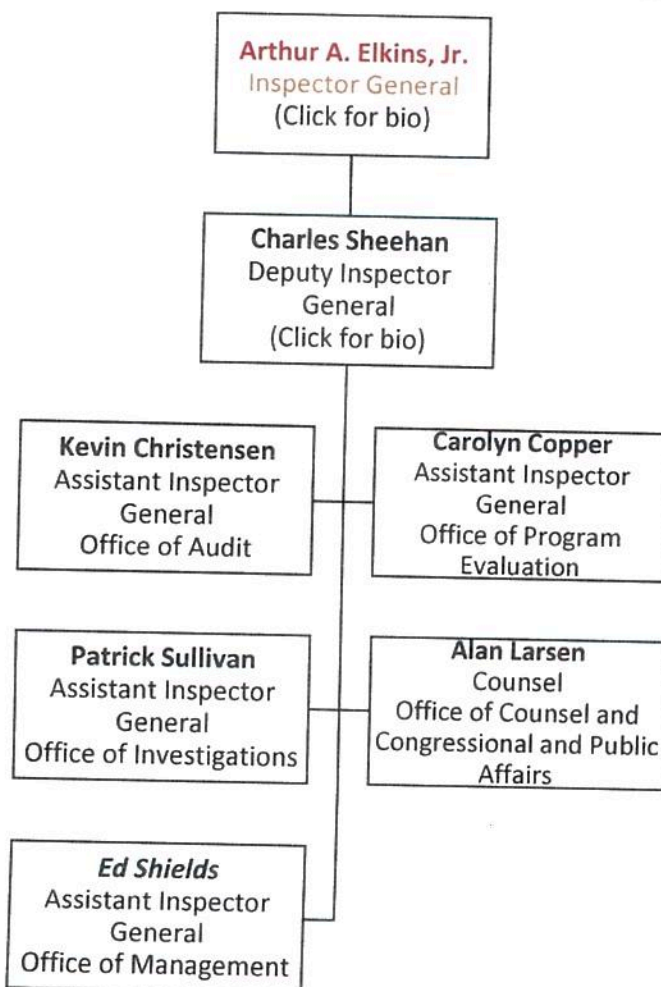 Arthur A. Elkins, Jr.
Inspector General
(Click for bio)
Charles Sheehan
Deputy Inspector
General
(Click for bio)
Kevin Christensen
Assistant Inspector
General
Office of Audit
Carolyn Copper
Assistant Inspector
General
Office of Program
Evaluation
Patrick Sullivan
Assistant Inspector
General
Office of Investigations
Alan Larsen
Counsel
Office of Counsel and
Congressional and Public
Affairs
Ed Shields
Assistant Inspector
General
Office of Management